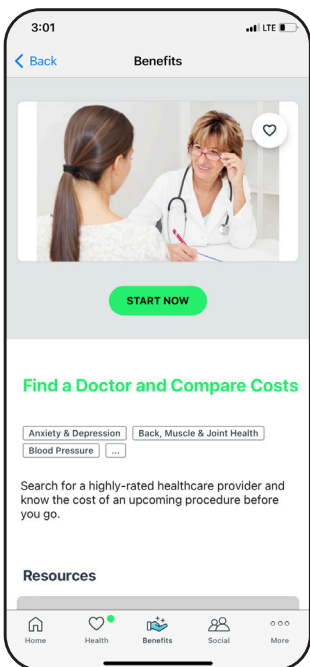 3:01 LTE
Back Benefits
START NOW
Find a Doctor and Compare Costs
Anxiety & Depression Back, Muscle & Joint Health
Blood Pressure ...
Search for a highly-rated healthcare provider and
know the cost of an upcoming procedure before
you go.
Resources
Home Health Benefits Social More